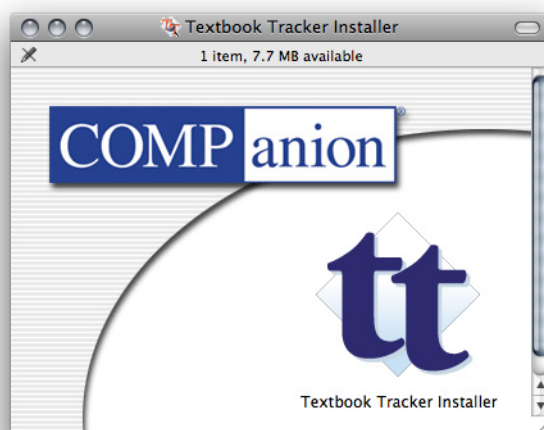 Textbook Tracker Installer
1 item, 7.7 MB available
COMPanion®
tt
Textbook Tracker Installer